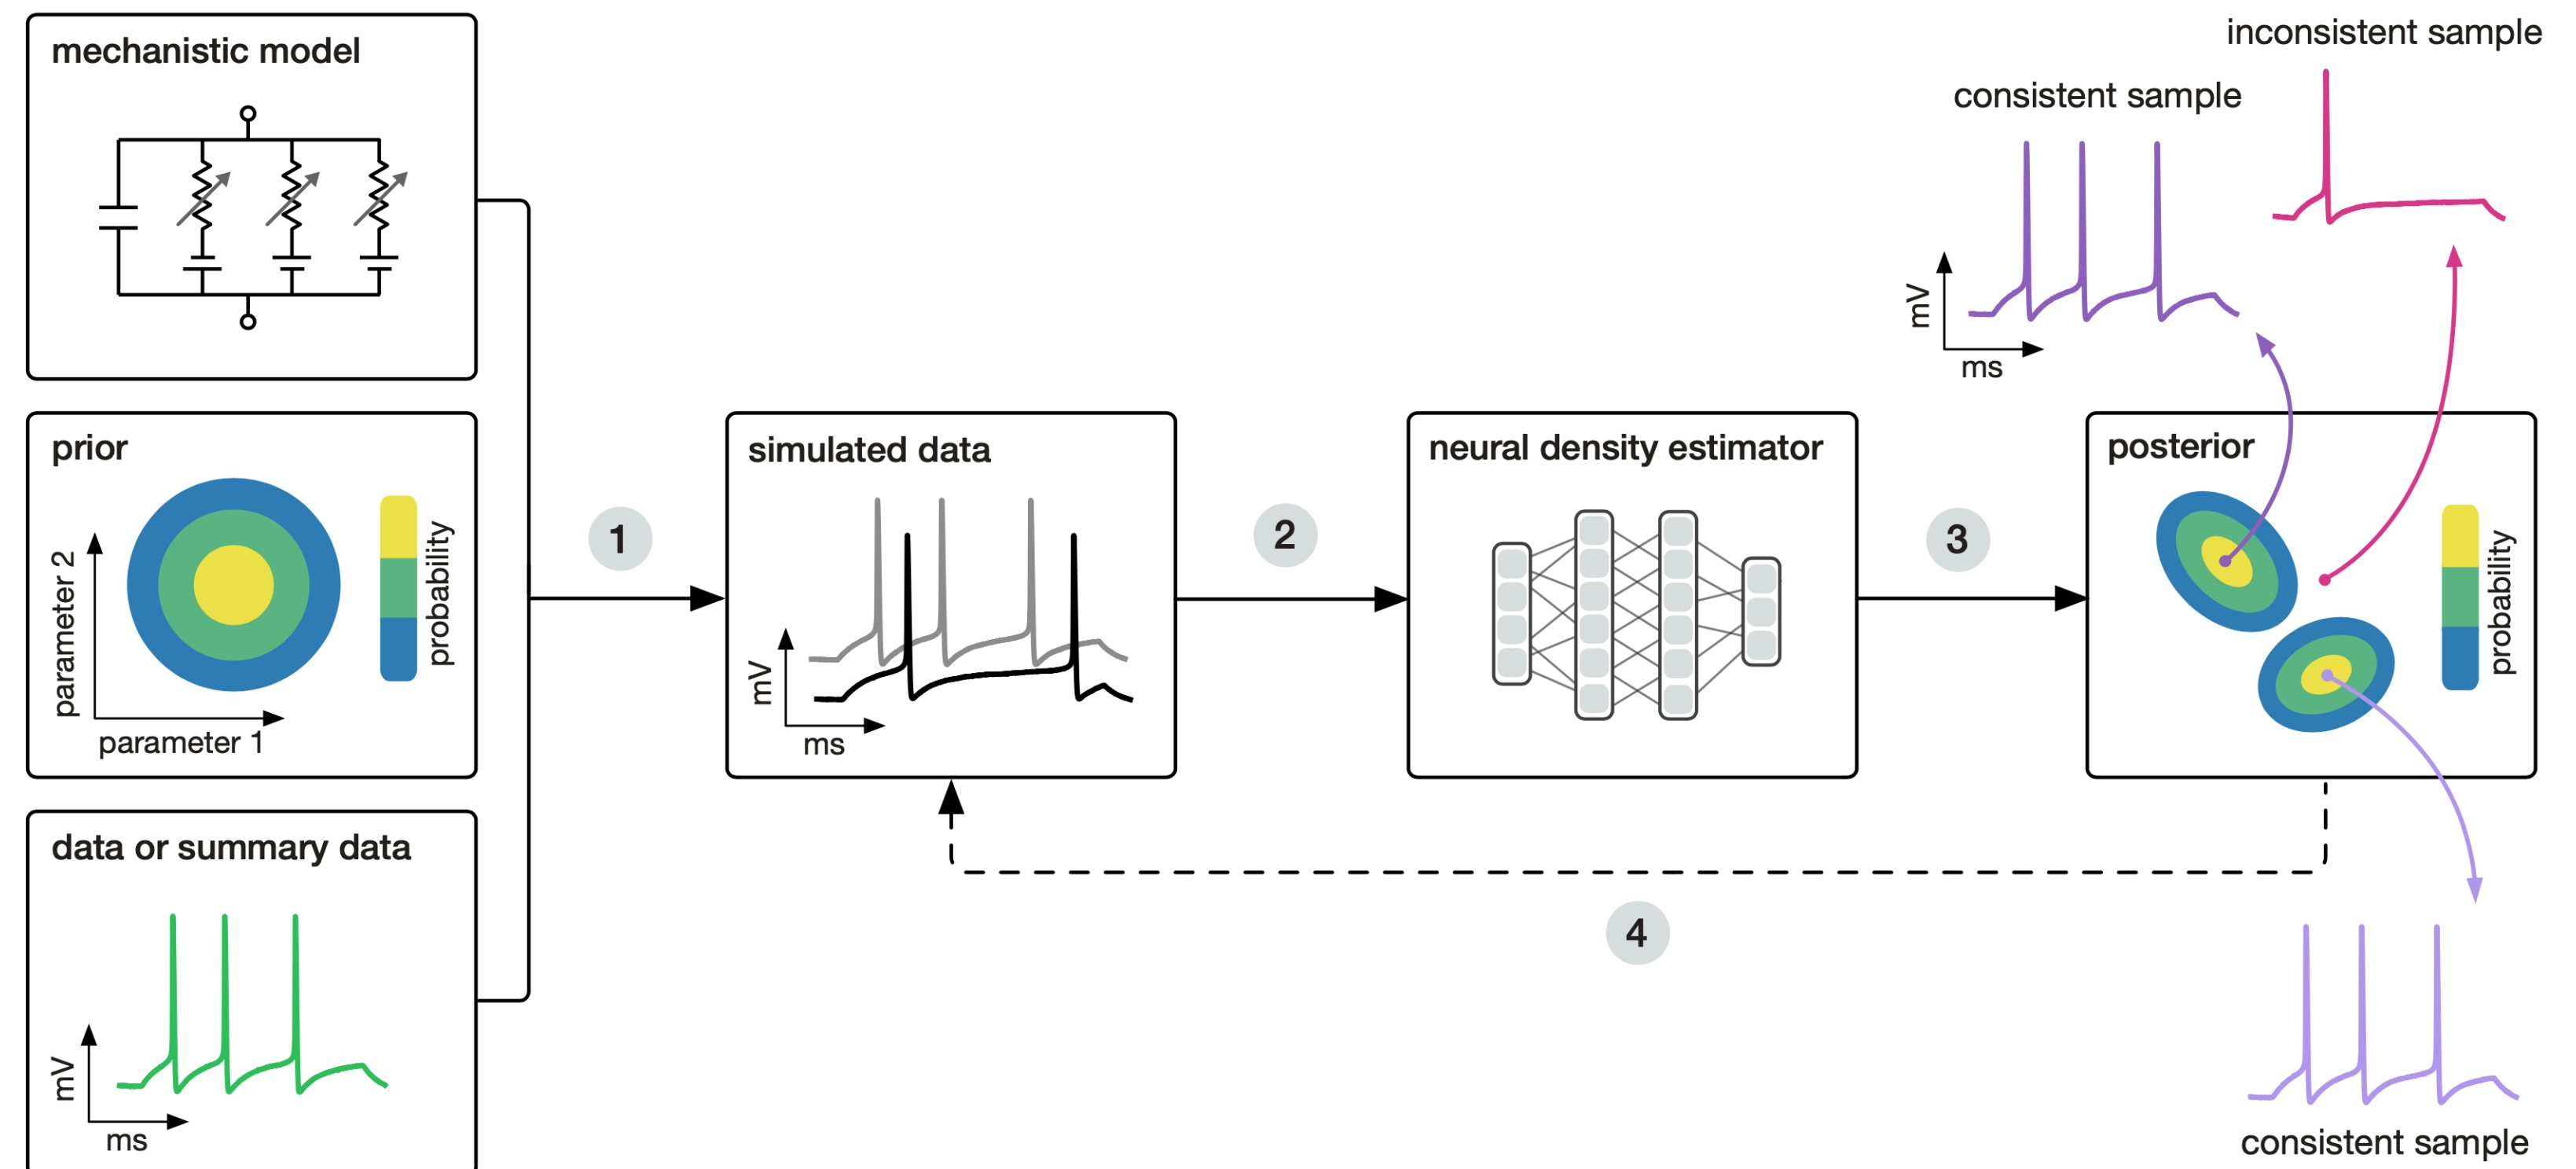 mechanistic model
prior
parameter 2
parameter 1
probability
data or summary data
mV
ms
1
simulated data
mV
ms
2
neural density estimator
3
posterior
probability
4
consistent sample
mV
ms
inconsistent sample
consistent sample